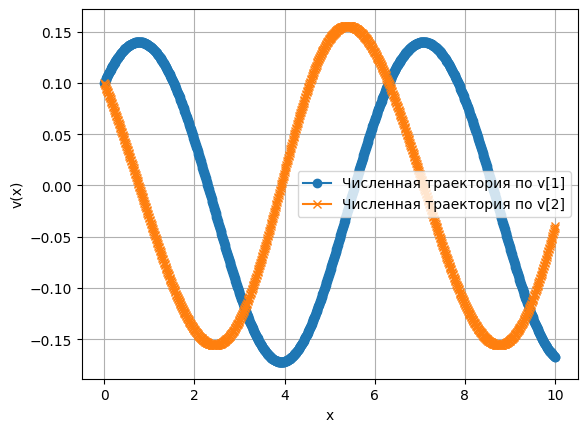 0.15
0.10
0.05
0.00
−0.05
−0.10
−0.15
v(x)
Численная траектория по v[1]
Численная траектория по v[2]
0 2 4 6 8 10
x